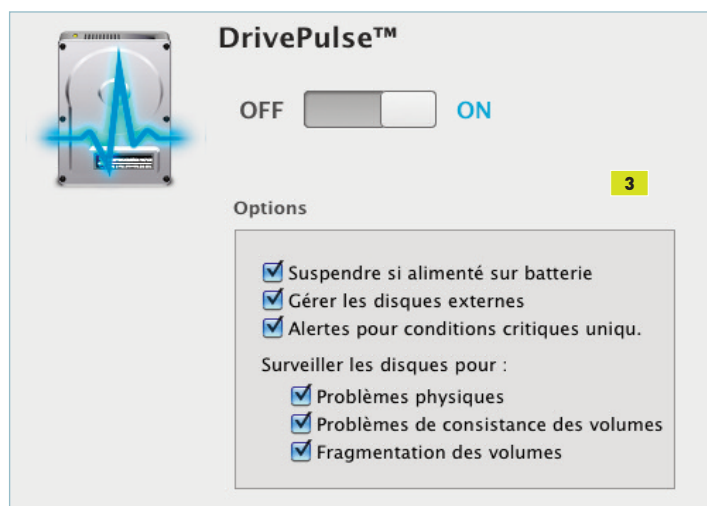 DrivePulse™
OFF ON
3
Options
Suspendre si alimenté sur batterie
Gérer les disques externes
Alertes pour conditions critiques uniqu.
Surveiller les disques pour :
Problèmes physiques
Problèmes de consistance des volumes
Fragmentation des volumes